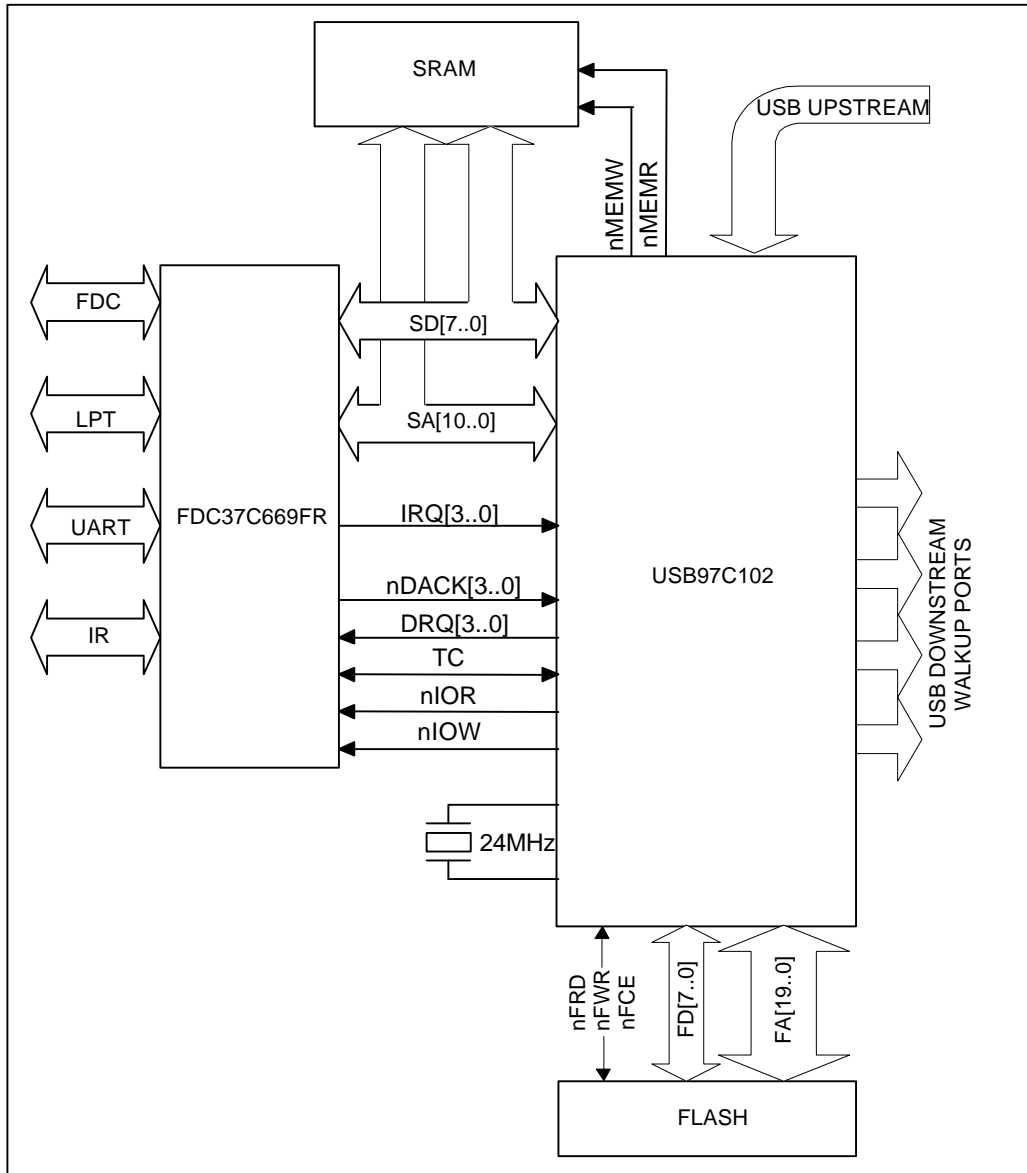 SRAM
USB UPSTREAM
nMEMW
nMEMR
FDC
SD[7..0]
LPT
SA[10..0]
UART
FDC37C669FR
IRQ[3..0]
USB97C102
nDACK[3..0]
DRQ[3..0]
IR
TC
nIOR
nIOW
USB DOWNSTREAM
WALKUP PORTS
24MHz
nFRD
nFWR
nFCE
FD[7..0]
FA[19..0]
FLASH